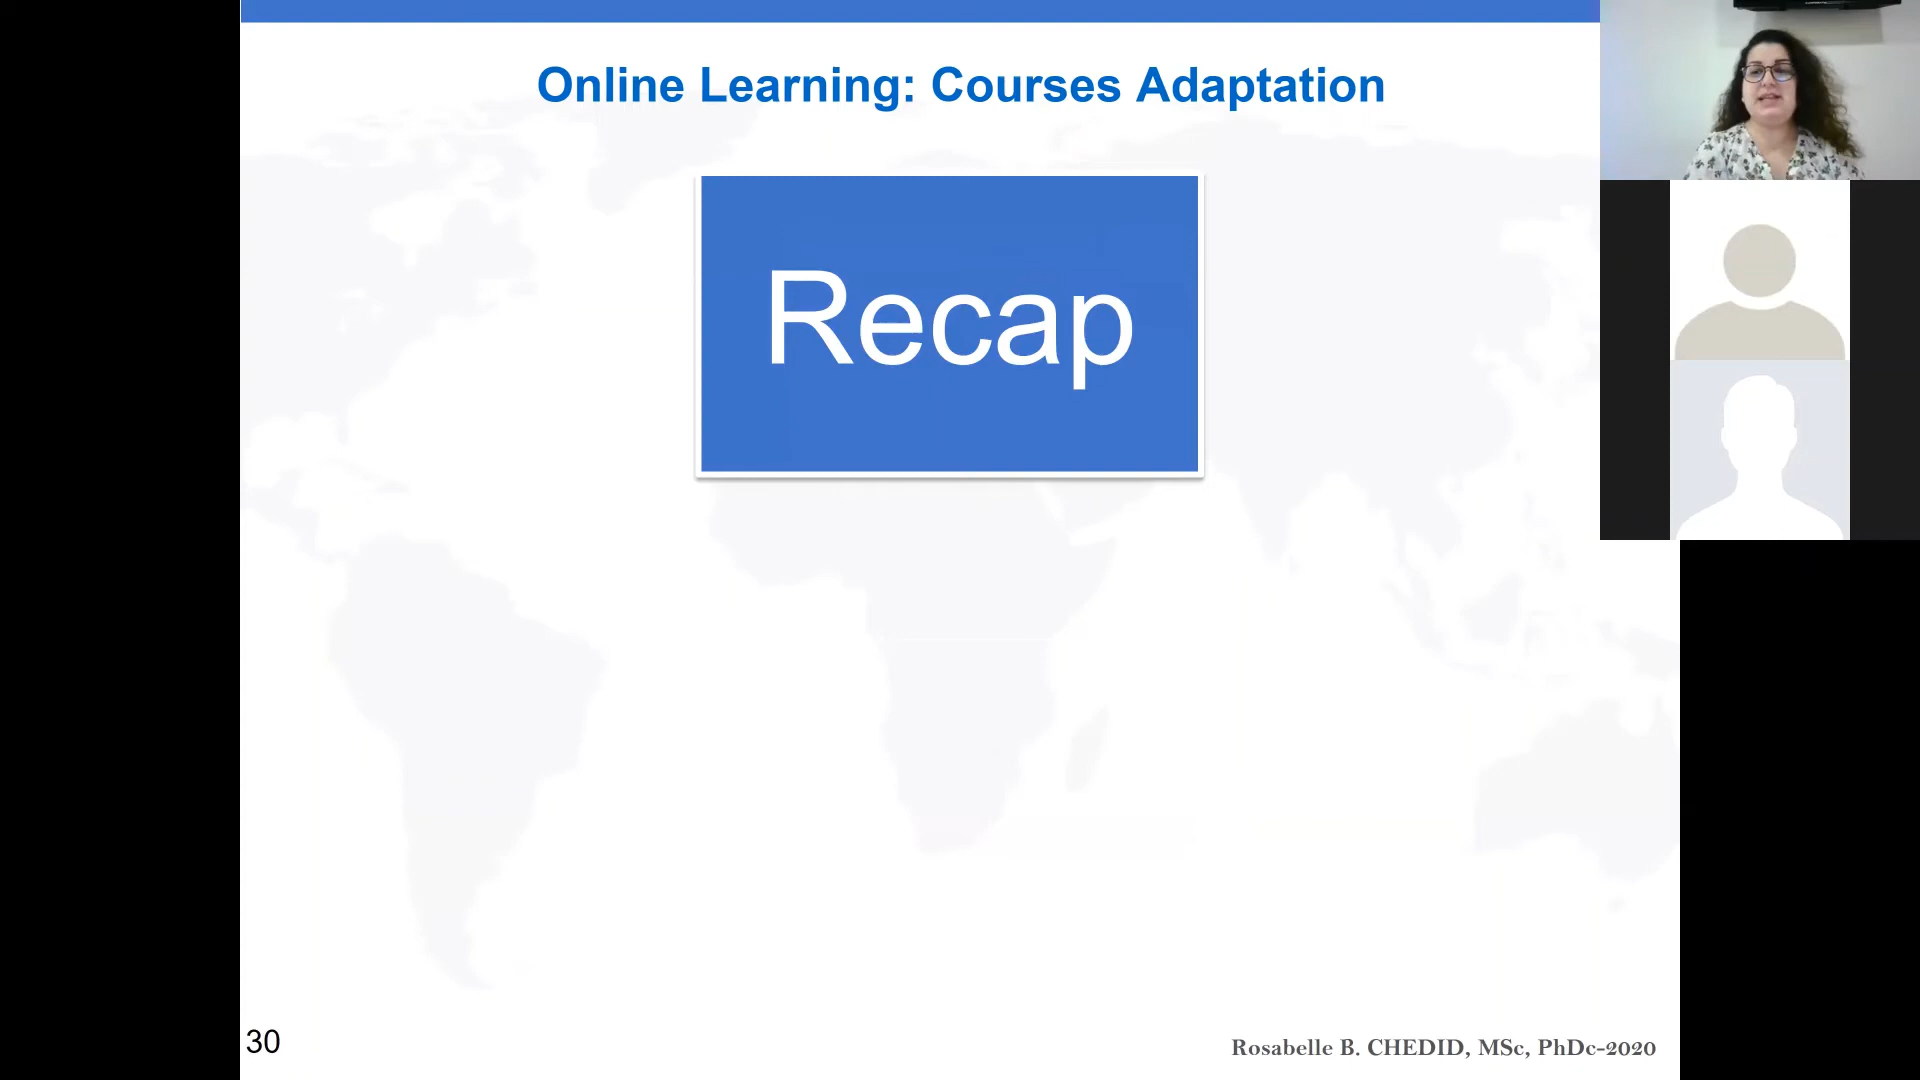 Online Learning: Courses Adaptation
Recap
30
Rosabelle B. CHEDID, MSc, PhDc-2020